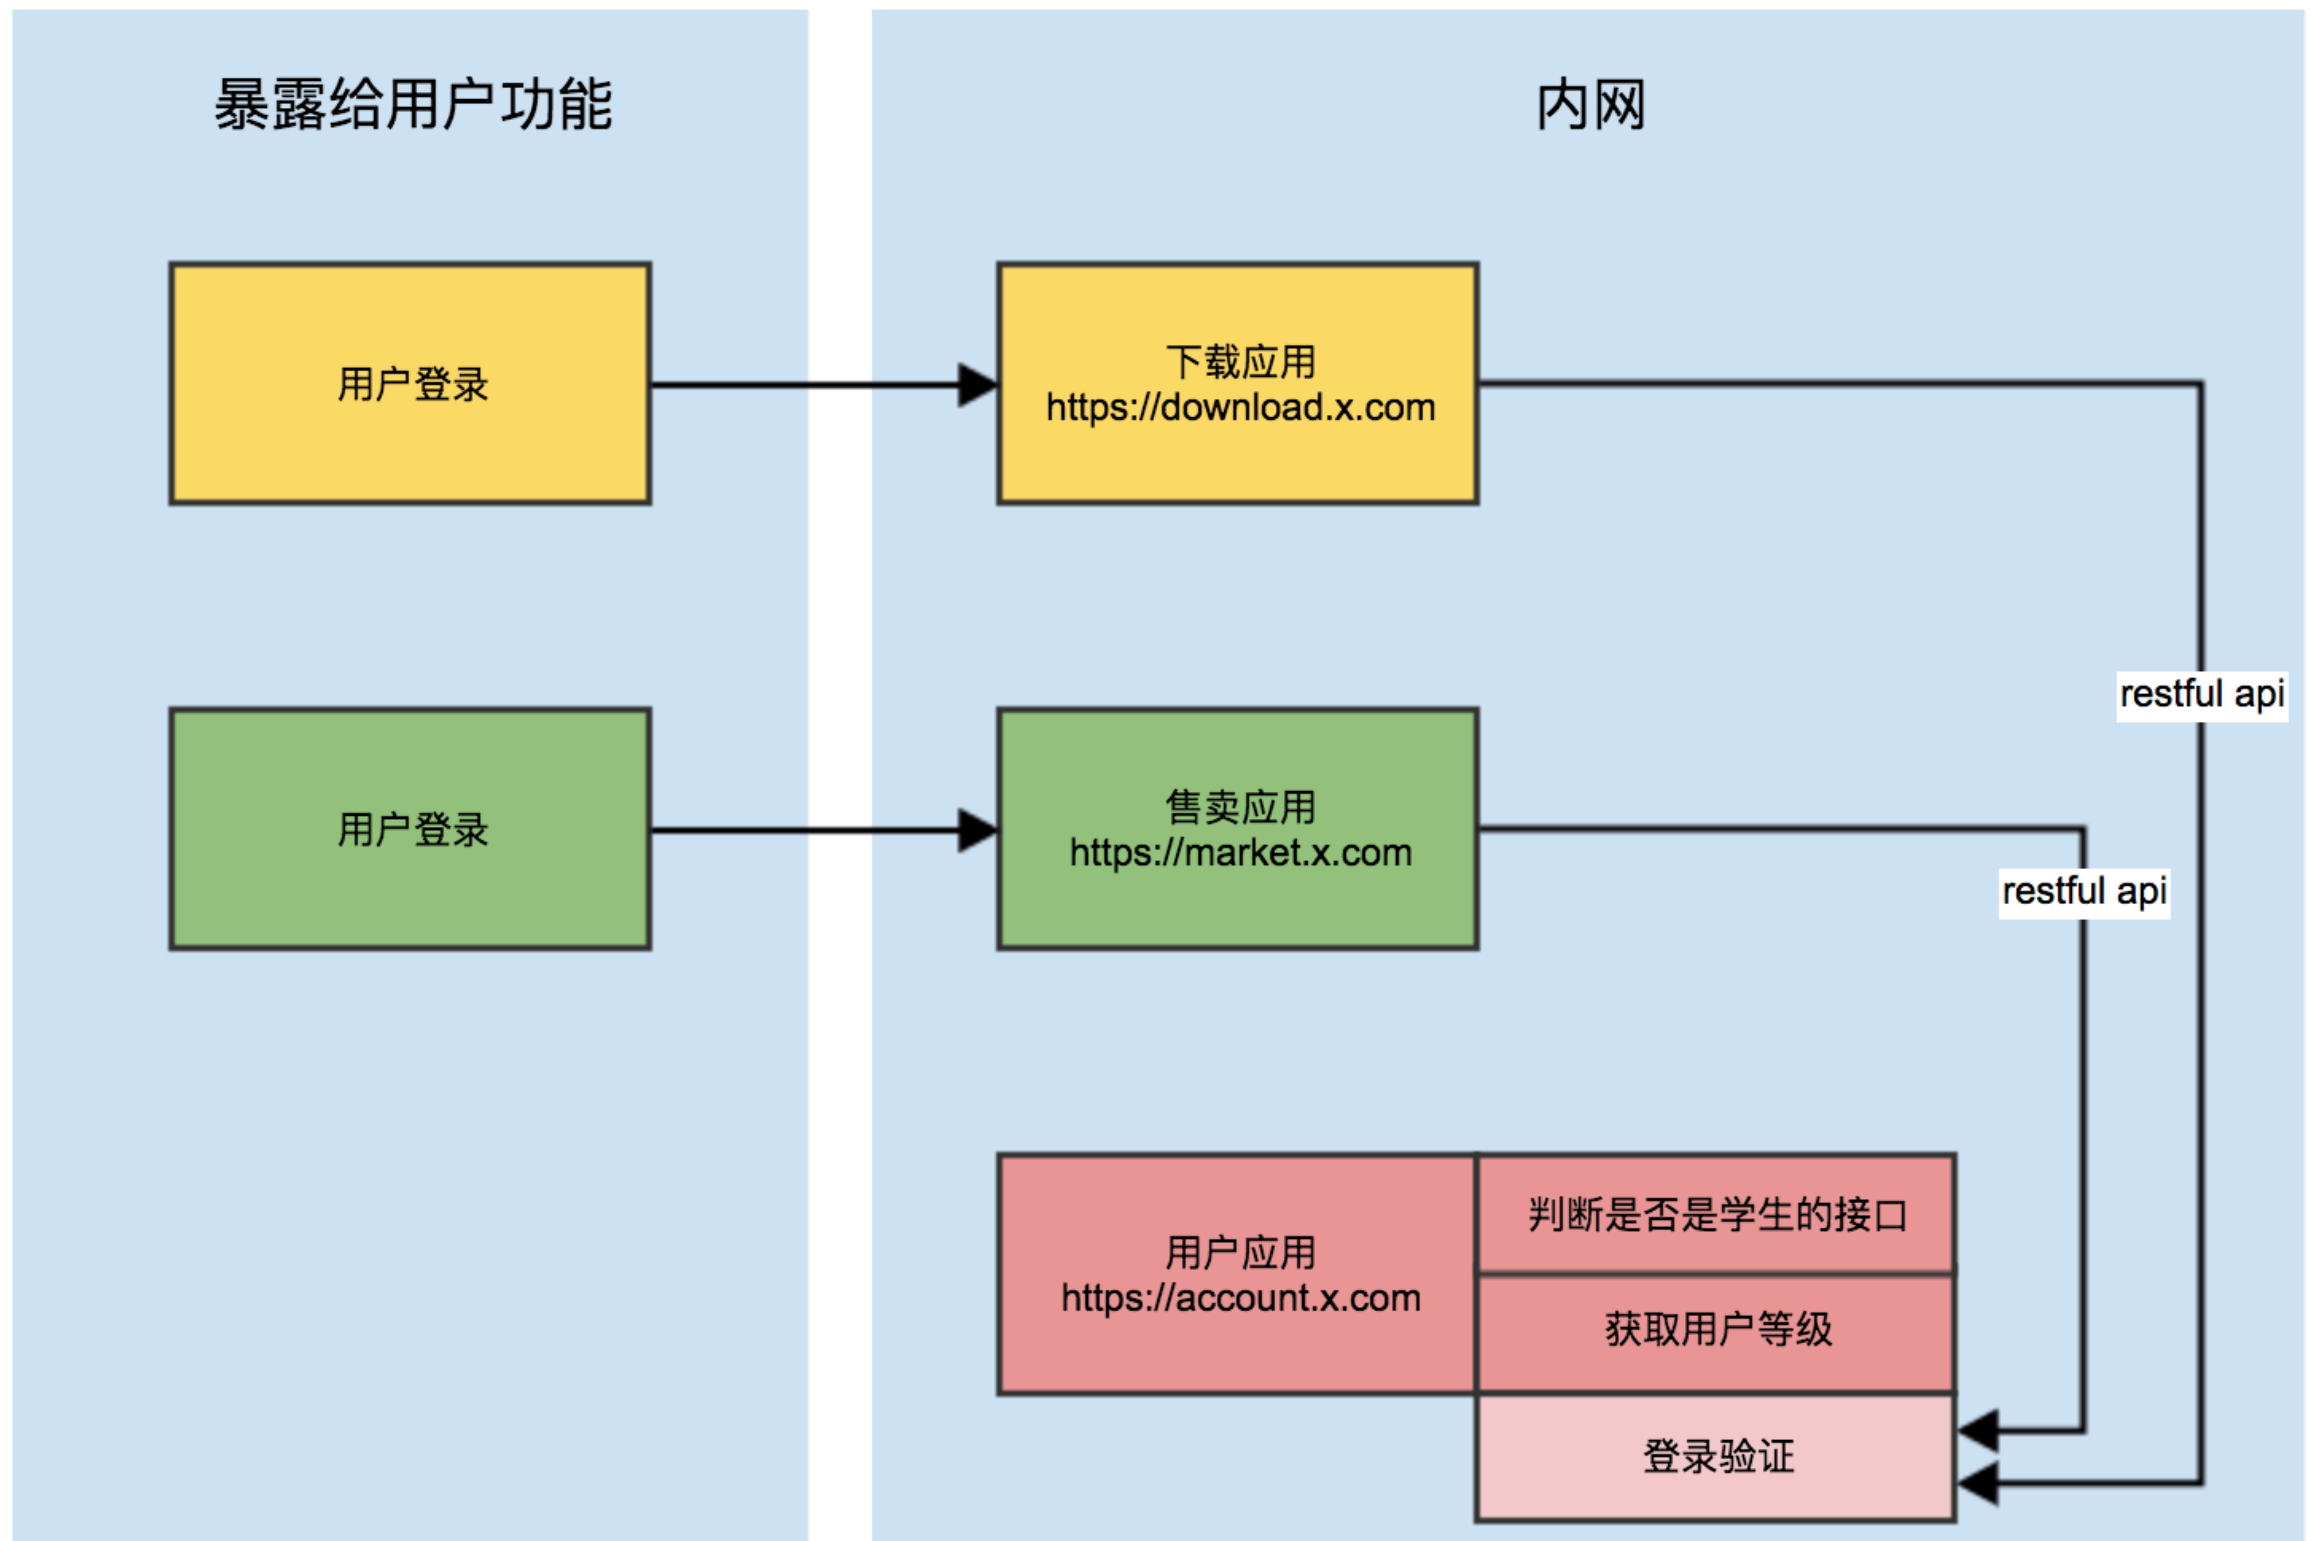 暴露给用户功能
内网
用户登录
下载应用
https://download.x.com
restful api
用户登录
售卖应用
https://market.x.com
restful api
用户应用
https://account.x.com
判断是否是学生的接口
获取用户等级
登录验证